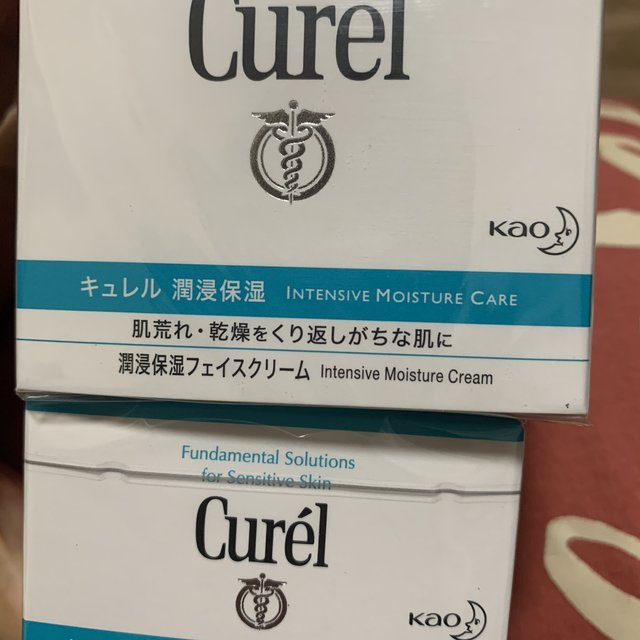 Curél
Kao
キュレル 潤浸保湿 INTENSIVE MOISTURE CARE
肌荒れ・乾燥をくり返しがちな肌に
潤浸保湿フェイスクリーム Intensive Moisture Cream
Fundamental Solutions
for Sensitive Skin
Curél
Kao